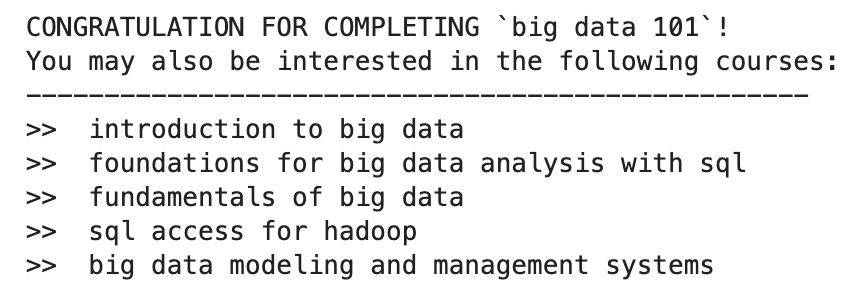 CONGRATULATION FOR COMPLETING `big data 101`!
You may also be interested in the following courses:
--------------------------------------------------
>>  introduction to big data
>>  foundations for big data analysis with sql
>>  fundamentals of big data
>>  sql access for hadoop
>>  big data modeling and management systems